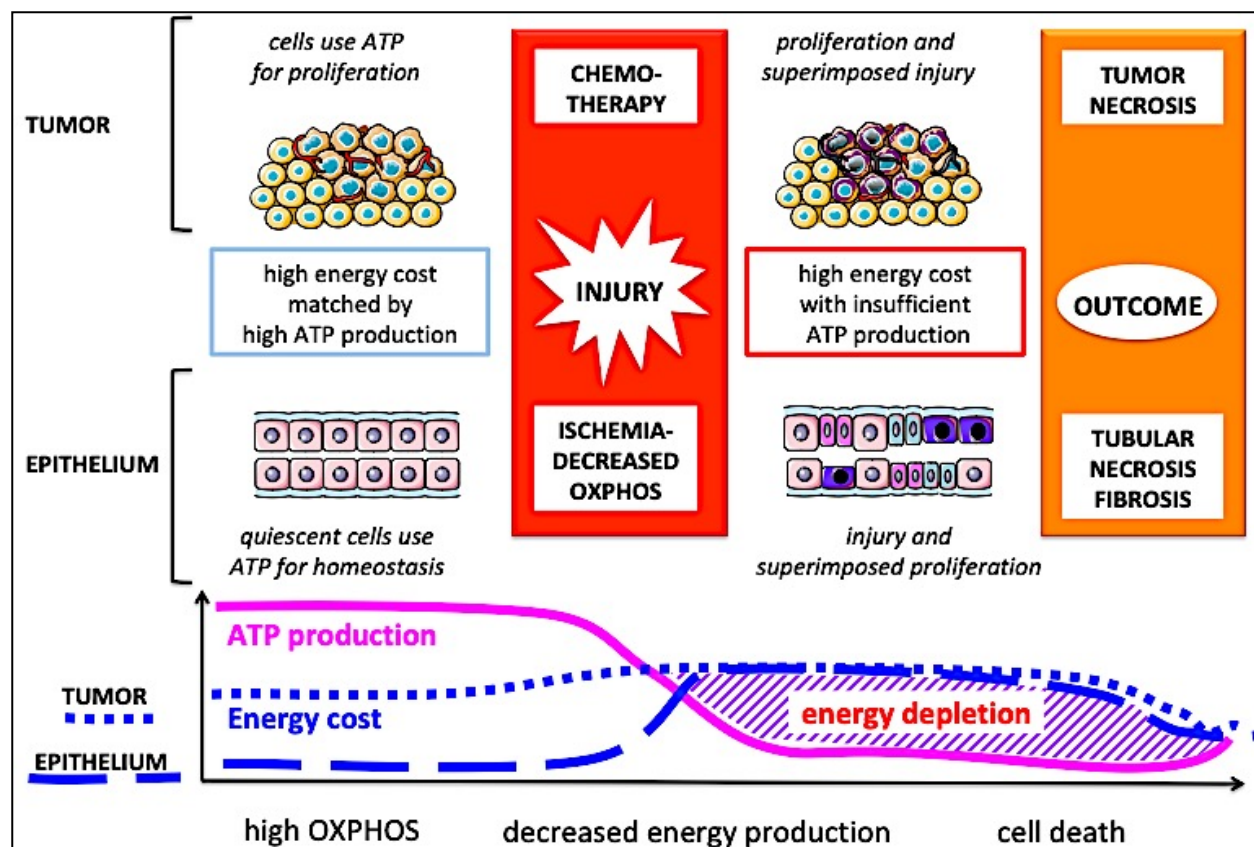 cells use ATP
for proliferation
CHEMO-
THERAPY
proliferation and
superimposed injury
TUMOR
NECROSIS
TUMOR
high energy cost
matched by
high ATP production
INJURY
high energy cost
with insufficient
ATP production
OUTCOME
EPITHELIUM
ISCHEMIA-
DECREASED
OXPHOS
TUBULAR
NECROSIS
FIBROSIS
quiescent cells use
ATP for homeostasis
injury and
superimposed proliferation
ATP production
TUMOR
Energy cost
energy depletion
EPITHELIUM
high OXPHOS
decreased energy production
cell death